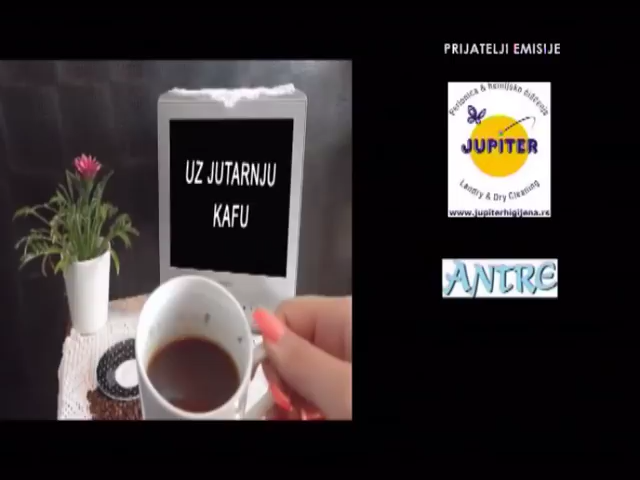 PRIJATELJI EMISIJE
UZ JUTARNJU
KAFU
Perionica & hemijsko čišćenje
JUPITER
Laundry & Dry Cleaning
www.jupiterhigijena.rs
ANTRE